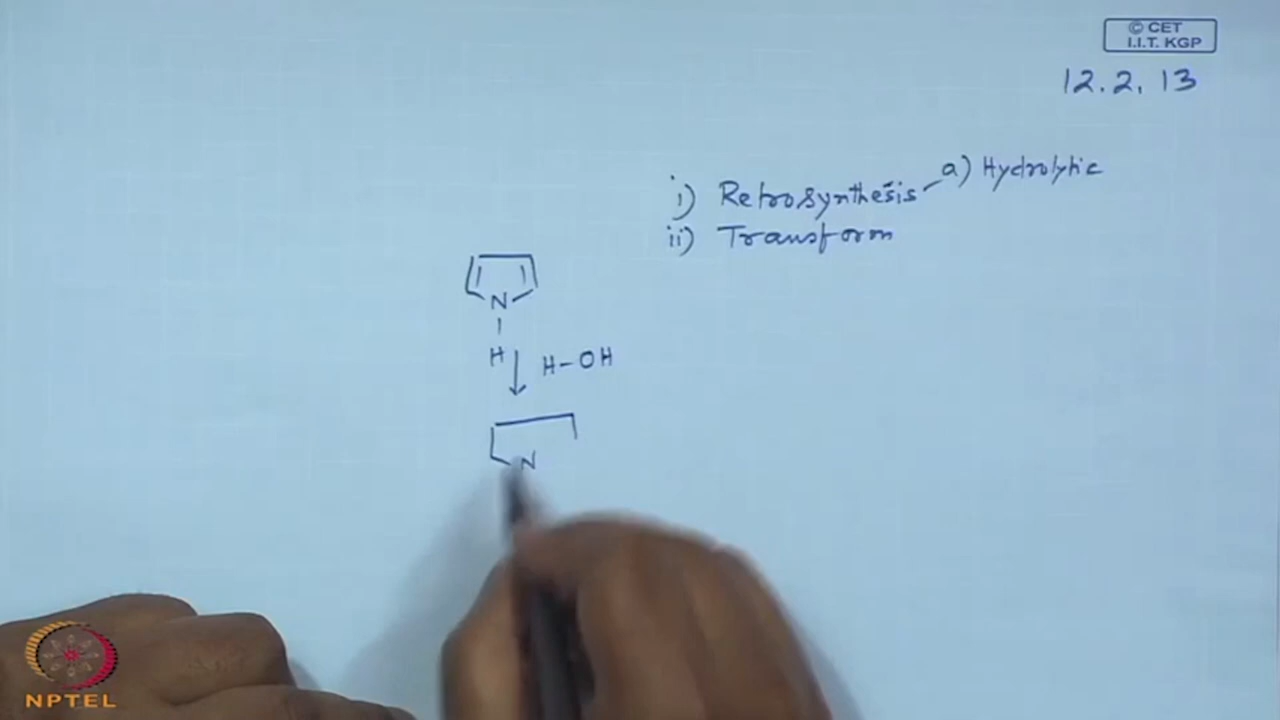 © CET
I.I.T. KGP
12.2.13
i) Retrosynthesis a) Hydrolytic
ii) Transform
N
H H-OH
N
NPTEL